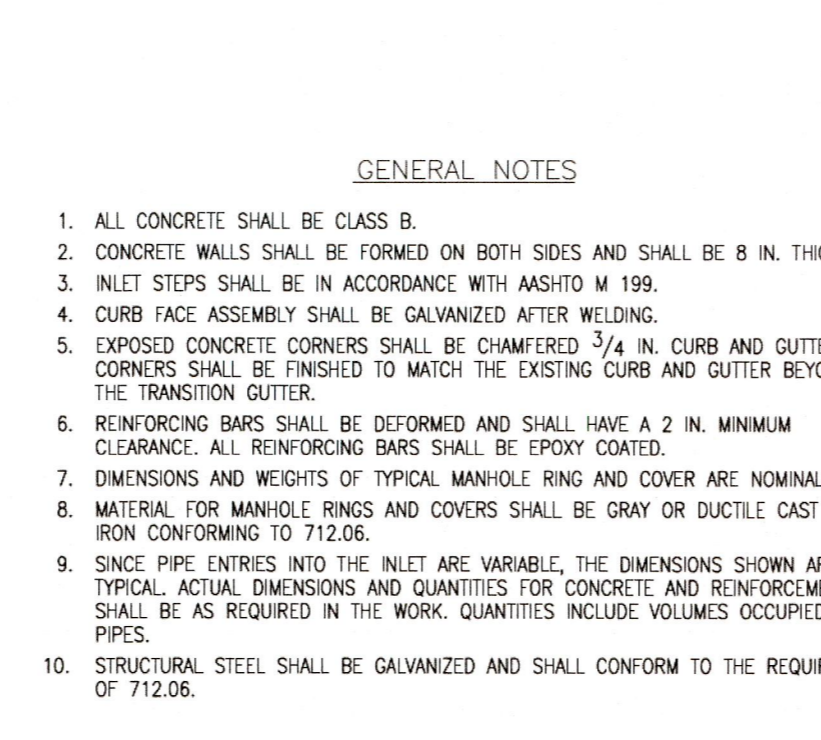 GENERAL NOTES
1. ALL CONCRETE SHALL BE CLASS B.
2. CONCRETE WALLS SHALL BE FORMED ON BOTH SIDES AND SHALL BE 8 IN.
3. INLET STEPS SHALL BE IN ACCORDANCE WITH AASHTO M 199.
4. CURB FACE ASSEMBLY SHALL BE GALVANIZED AFTER WELDING.
5. EXPOSED CONCRETE CORNERS SHALL BE CHAMFERED 3/4 IN. CURB AND
CORNERS SHALL BE FINISHED TO MATCH THE EXISTING CURB AND GUTTER
THE TRANSITION GUTTER.
6. REINFORCING BARS SHALL BE DEFORMED AND SHALL HAVE A 2 IN. MINIMUM
CLEARANCE. ALL REINFORCING BARS SHALL BE EPOXY COATED.
7. DIMENSIONS AND WEIGHTS OF TYPICAL MANHOLE RING AND COVER ARE NOMINAL
8. MATERIAL FOR MANHOLE RINGS AND COVERS SHALL BE GRAY OR DUCTILE CAST
IRON CONFORMING TO 712.06.
9. SINCE PIPE ENTRIES INTO THE INLET ARE VARIABLE, THE DIMENSIONS SHOWN
TYPICAL. ACTUAL DIMENSIONS AND QUANTITIES FOR CONCRETE AND
SHALL BE AS REQUIRED IN THE WORK. QUANTITIES INCLUDE VOLUMES
PIPES.
10. STRUCTURAL STEEL SHALL BE GALVANIZED AND SHALL CONFORM TO THE
OF 712.06.